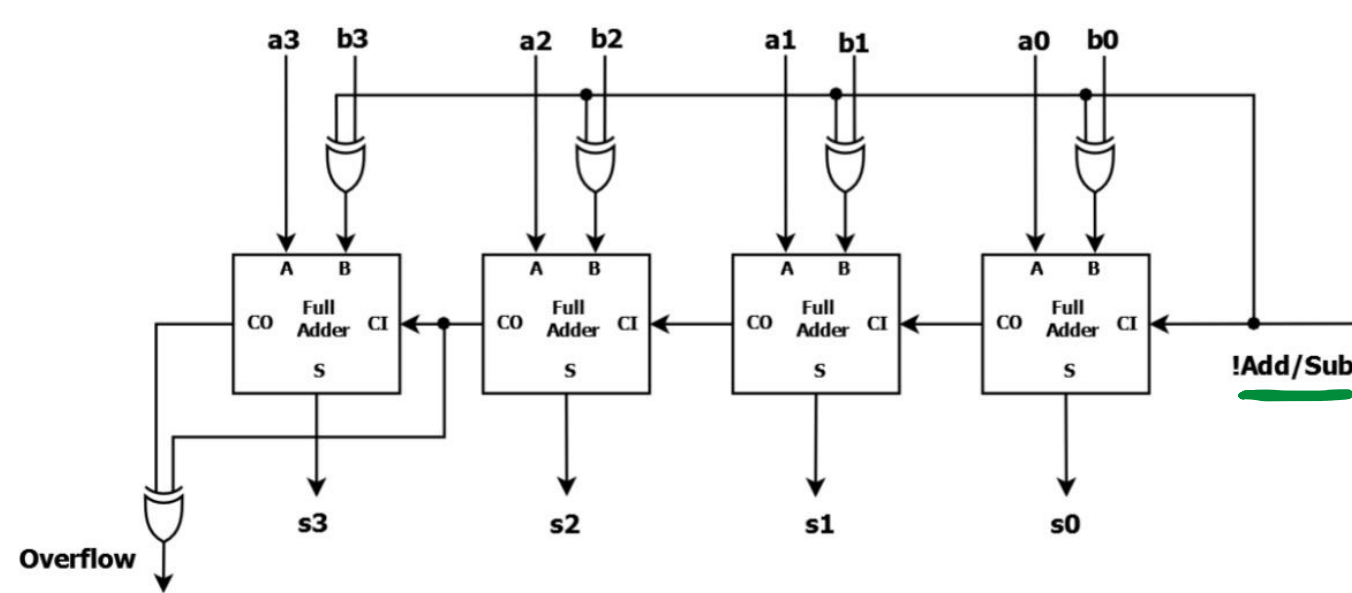 a3 b3 a2 b2 a1 b1 a0 b0
A B A B A B A B
CO Full Adder CI CO Full Adder CI CO Full Adder CI CO Full Adder CI
S S S S
!Add/Sub
s3 s2 s1 s0
Overflow